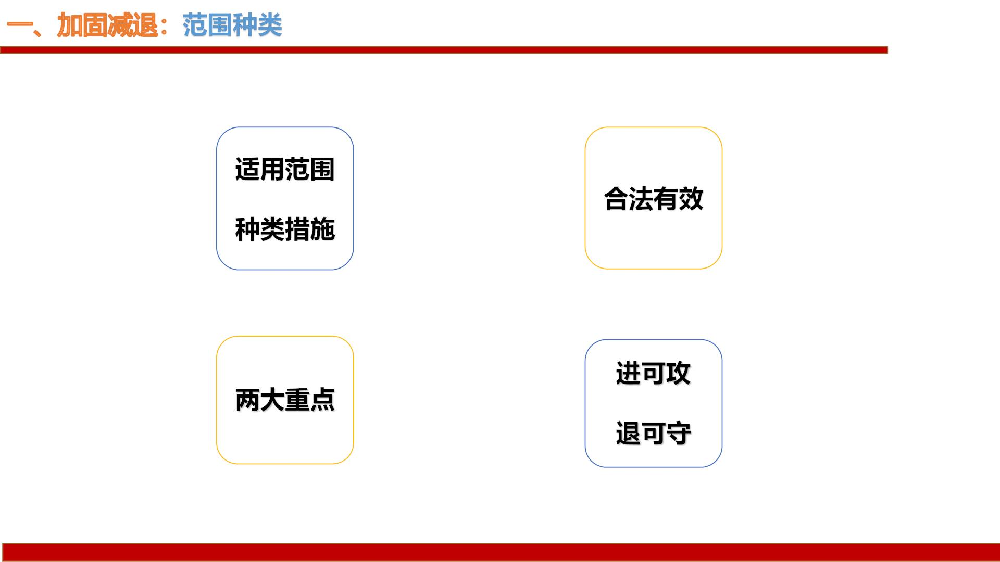 一、加固减退：范围种类
适用范围
种类措施
合法有效
两大重点
进可攻
退可守